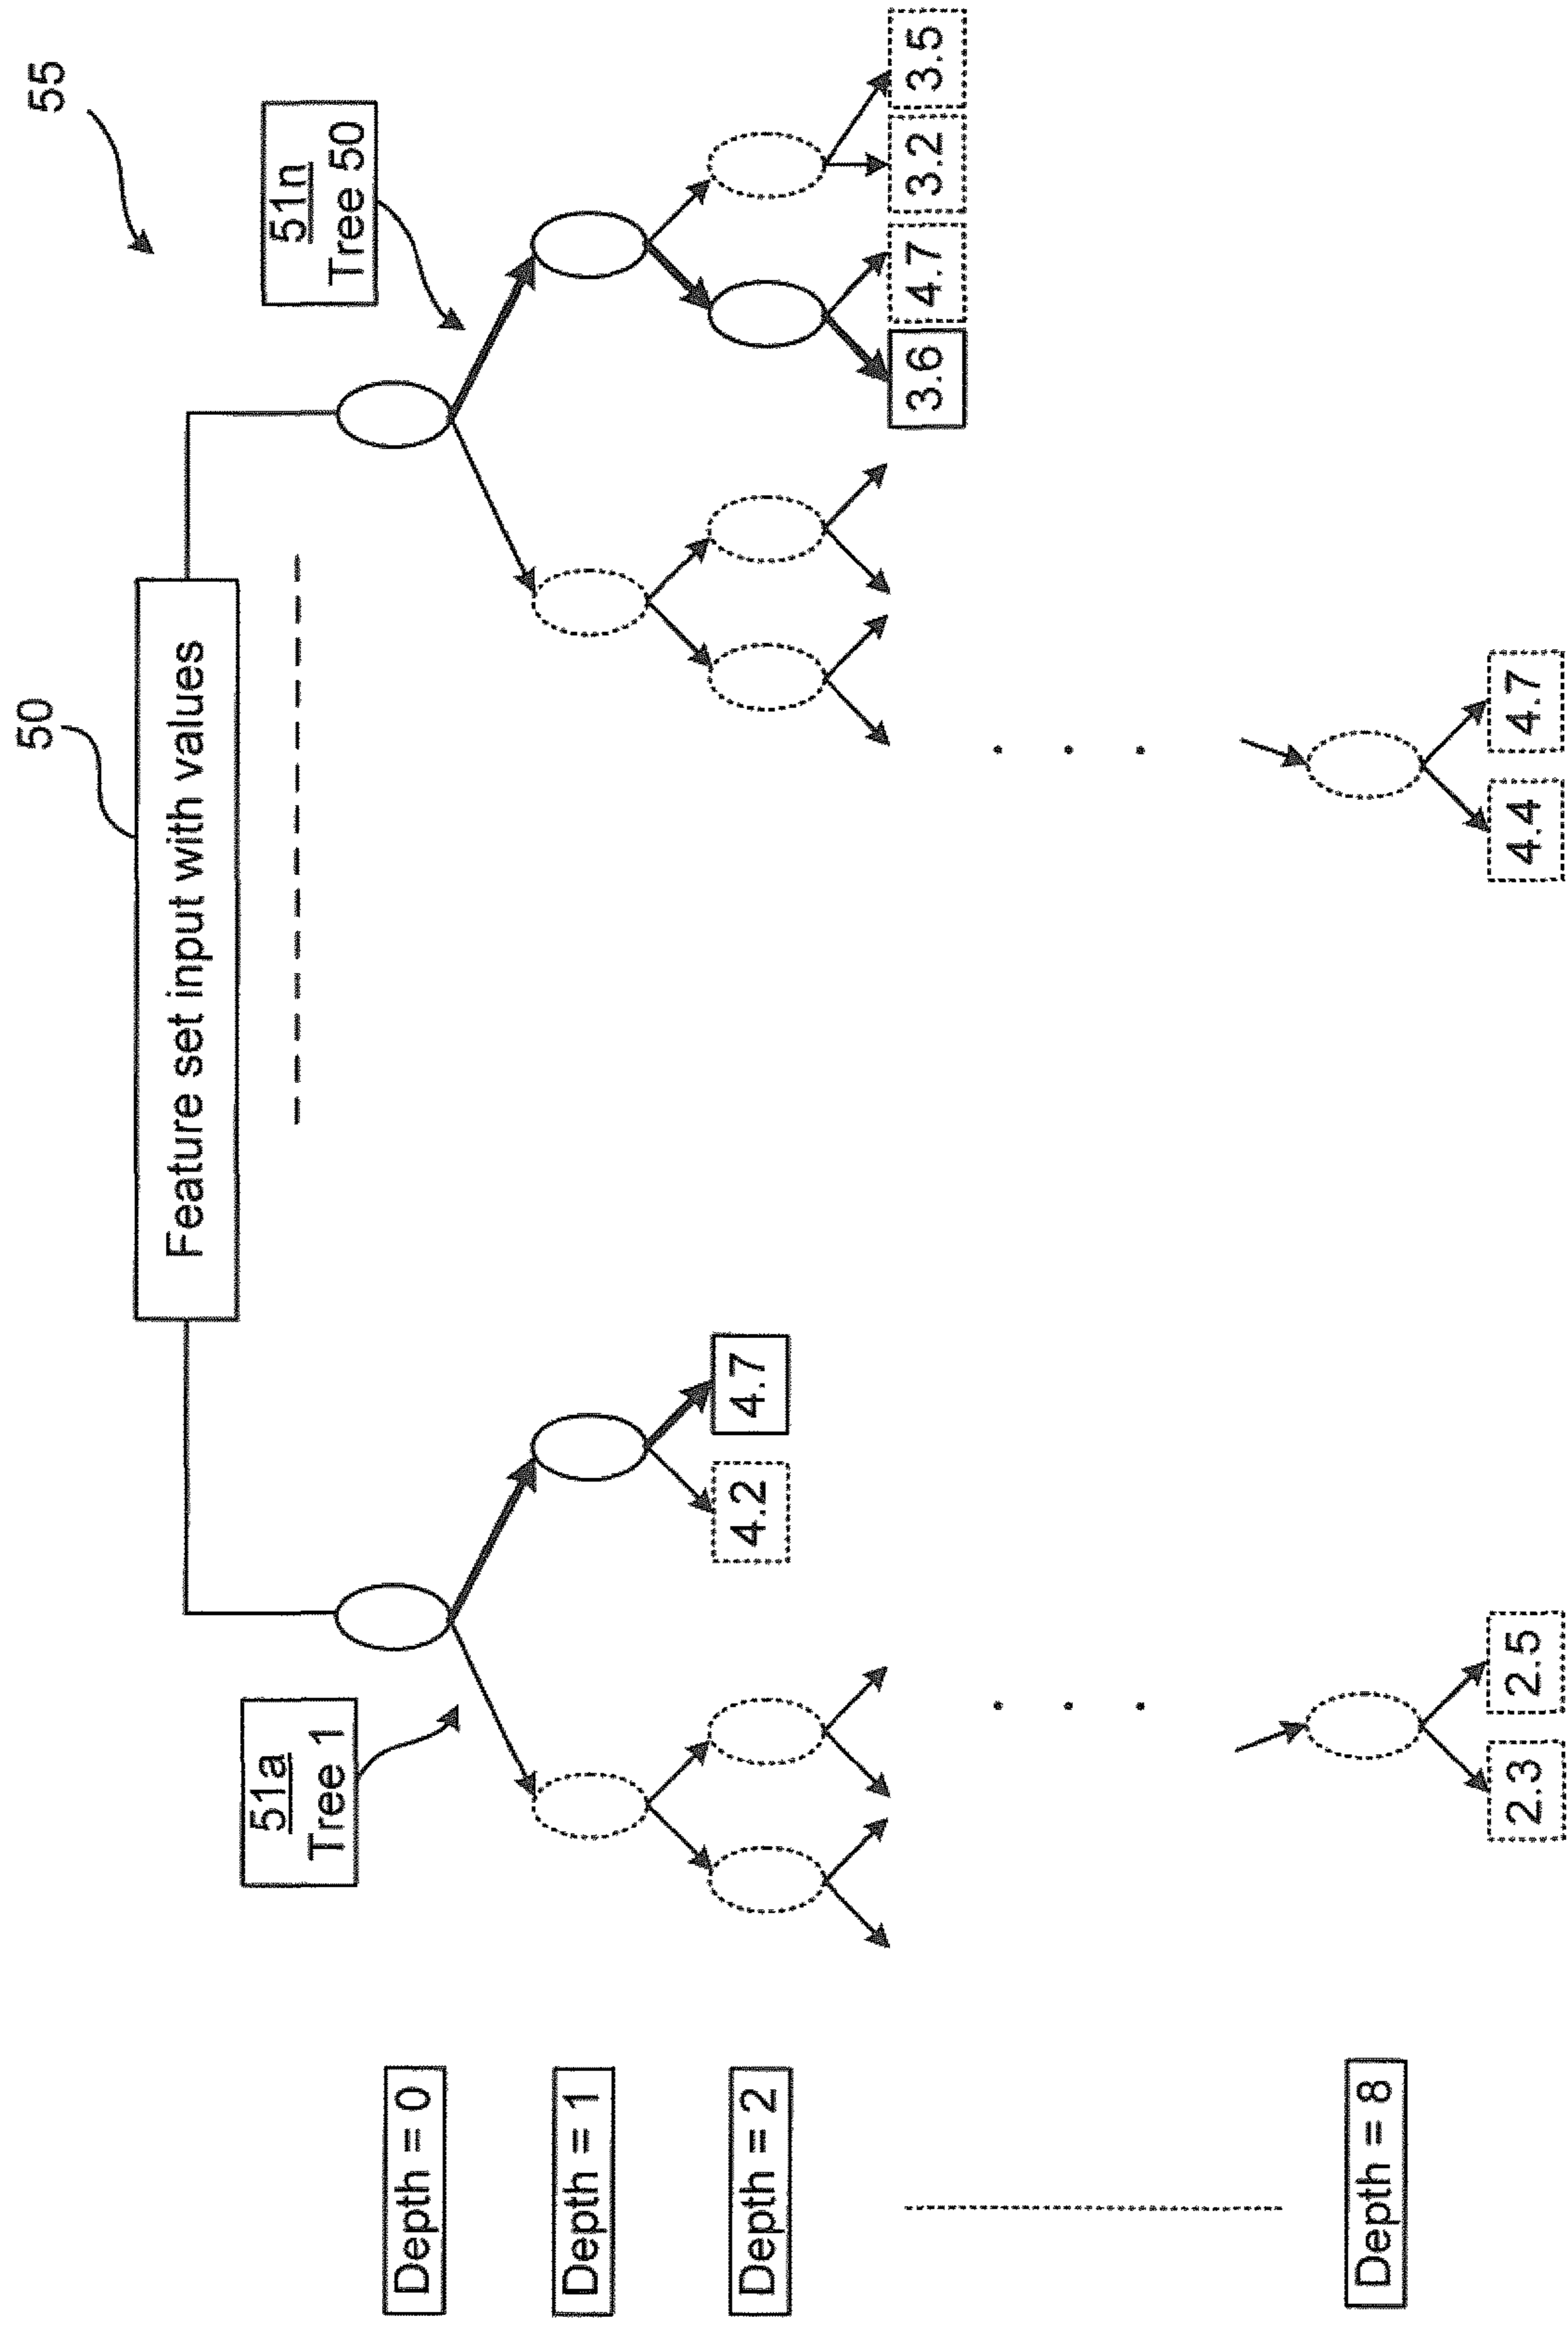 55
50
Feature set input with values
51a
Tree 1
51n
Tree 50
Depth = 0
Depth = 1
Depth = 2
4.2
4.7
3.6
4.7
3.2
3.5
Depth = 8
2.3
2.5
4.4
4.7